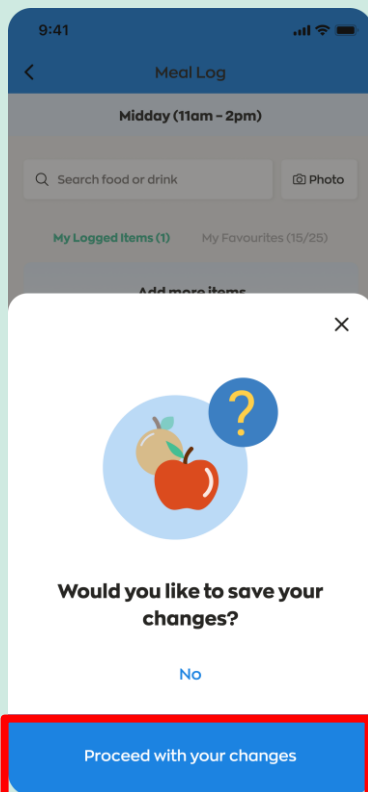 9:41
Meal Log
Midday (11am - 2pm)
Search food or drink
Photo
My Logged Items (1) My Favourites (15/25)
Add more items
?
Would you like to save your
changes?
No
Proceed with your changes